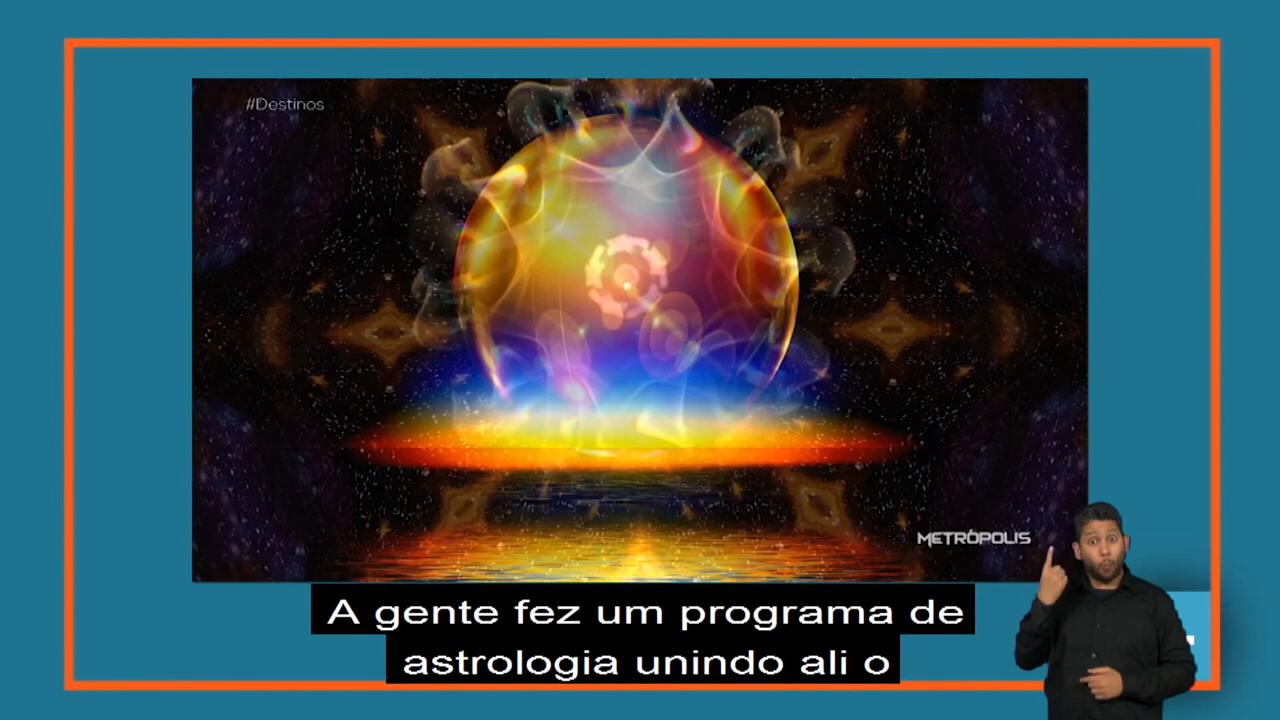 #Destinos
METRÓPOLIS
A gente fez um programa de
astrologia unindo ali o